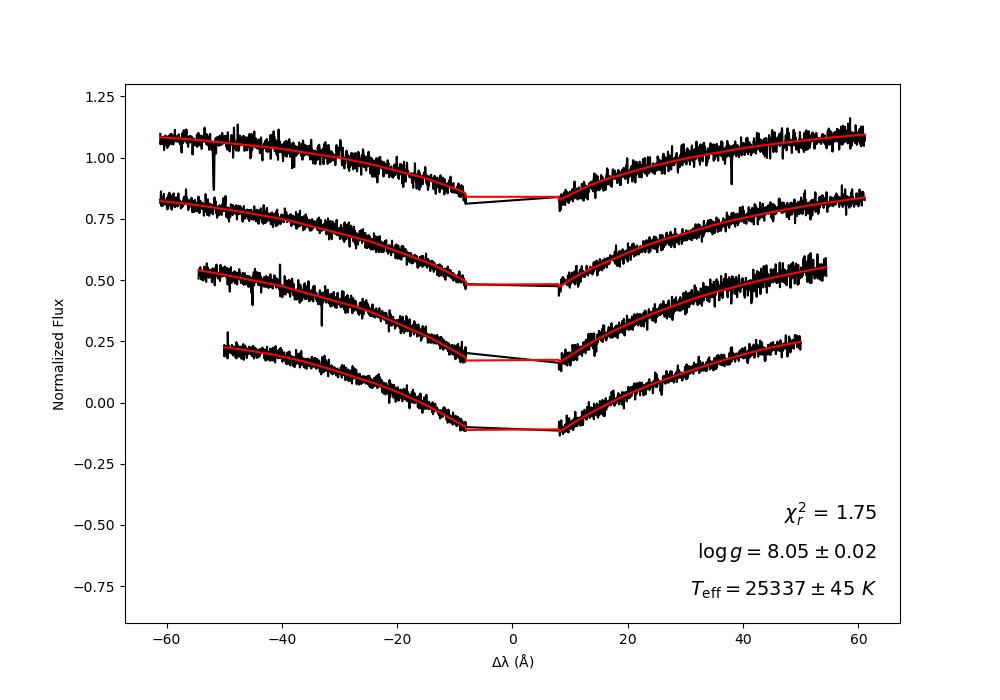 1.25
1.00
0.75
0.50
0.25
0.00
−0.25
−0.50
−0.75
Normalized Flux
χ_r^2 = 1.75
log g = 8.05 ± 0.02
T_eff = 25337 ± 45 K
−60 −40 −20 0 20 40 60
Δλ (Å)